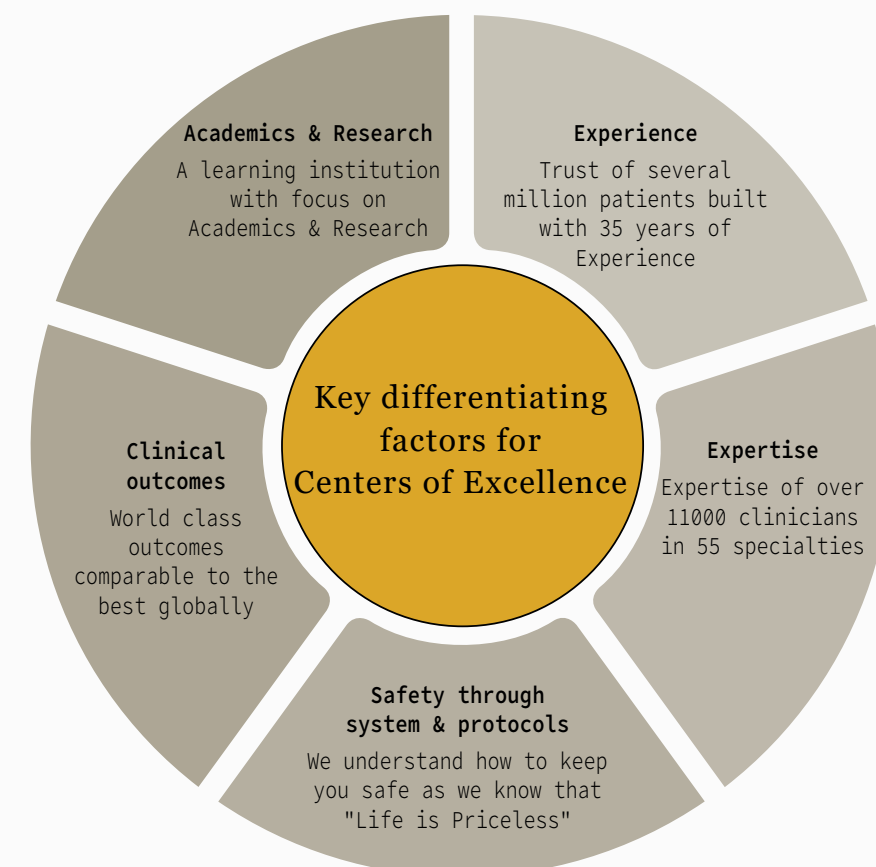 Academics & Research
A learning institution
with focus on
Academics & Research
Experience
Trust of several
million patients built
with 35 years of
Experience
Key differentiating
factors for
Centers of Excellence
Clinical
outcomes
World class
outcomes
comparable to the
best globally
Expertise
Expertise of over
11000 clinicians
in 55 specialties
Safety through
system & protocols
We understand how to keep
you safe as we know that
"Life is Priceless"